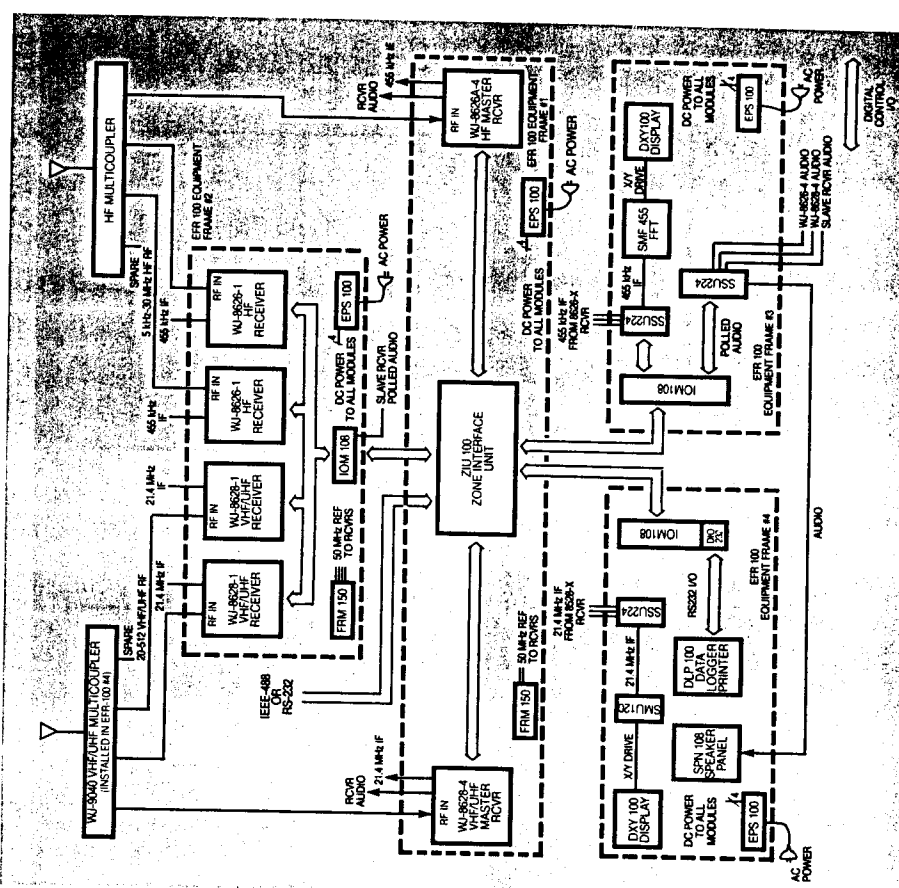 WJ-9040 VHF/UHF MULTICOUPLER
(INSTALLED IN EFR-100 #4)
HF MULTICOUPLER
SPARE
20-512 VHF/UHF RF
SPARE
5 kHz-30 MHz HF RF
21.4 MHz IF
21.4 MHz
IF
455 kHz
IF
455 kHz IF
EFR 100 EQUIPMENT
FRAME #2
RF IN
WJ-8628-1
VHF/UHF
RECEIVER
RF IN
WJ-8628-1
VHF/UHF
RECEIVER
RF IN
WJ-8626-1
HF
RECEIVER
RF IN
WJ-8626-1
HF
RECEIVER
FRM 150
50 MHz REF
TO RCVRS
IOM 108
DC POWER
TO ALL
MODULES
EPS 100
AC POWER
SLAVE RCVR
POLLED AUDIO
IEEE-488
OR
RS-232
RCVR
AUDIO
21.4 MHz IF
RCVR
AUDIO
455 kHz IF
RF IN
WJ-8628-4
VHF/UHF
MASTER
RCVR
ZIU 100
ZONE INTERFACE
UNIT
RF IN
WJ-8626A-4
HF MASTER
RCVR
FRM 150
50 MHz REF
TO RCVRS
EPS 100
EFR 100 EQUIPMENT
FRAME #1
AC POWER
DC POWER
TO ALL MODULES
21.4 MHz IF
FROM 8628-X
RCVR
455 kHz IF
FROM 8626-X
RCVR
DXY 100
DISPLAY
X/Y DRIVE
SMU120
21.4 MHz IF
SSU224
IOM108
DIO
232
RS232 I/O
SPN 108
SPEAKER
PANEL
DLP 100
DATA
LOGGER
PRINTER
DC POWER
TO ALL
MODULES
4
EPS 100
AC
POWER
EFR 100
EQUIPMENT FRAME #4
AUDIO
IOM108
SSU224
455 kHz
IF
SMF 455
FFT
X/Y
DRIVE
DXY100
DISPLAY
POLLED
AUDIO
SSU224
DC POWER
TO ALL
MODULES
4
EPS 100
AC
POWER
EFR 100
EQUIPMENT FRAME #3
WJ-8628-4 AUDIO
WJ-8628-4 AUDIO
SLAVE RCVR AUDIO
DIGITAL
CONTROL
I/O